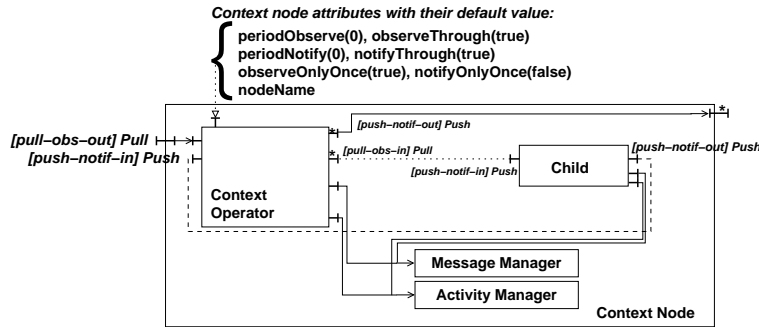 Context node attributes with their default value:
periodObserve(0), observeThrough(true)
periodNotify(0), notifyThrough(true)
observeOnlyOnce(true), notifyOnlyOnce(false)
nodeName
*
[pull−obs−out] Pull
[push−notif−in] Push
*
[push−notif−out] Push
*
[pull−obs−in] Pull
[push−notif−in] Push
[push−notif−out] Push
Child
Context
Operator
Message Manager
Activity Manager
Context Node